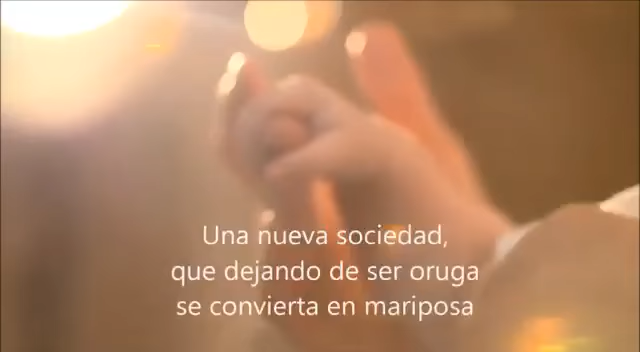 Una nueva sociedad,
que dejando de ser oruga
se convierta en mariposa